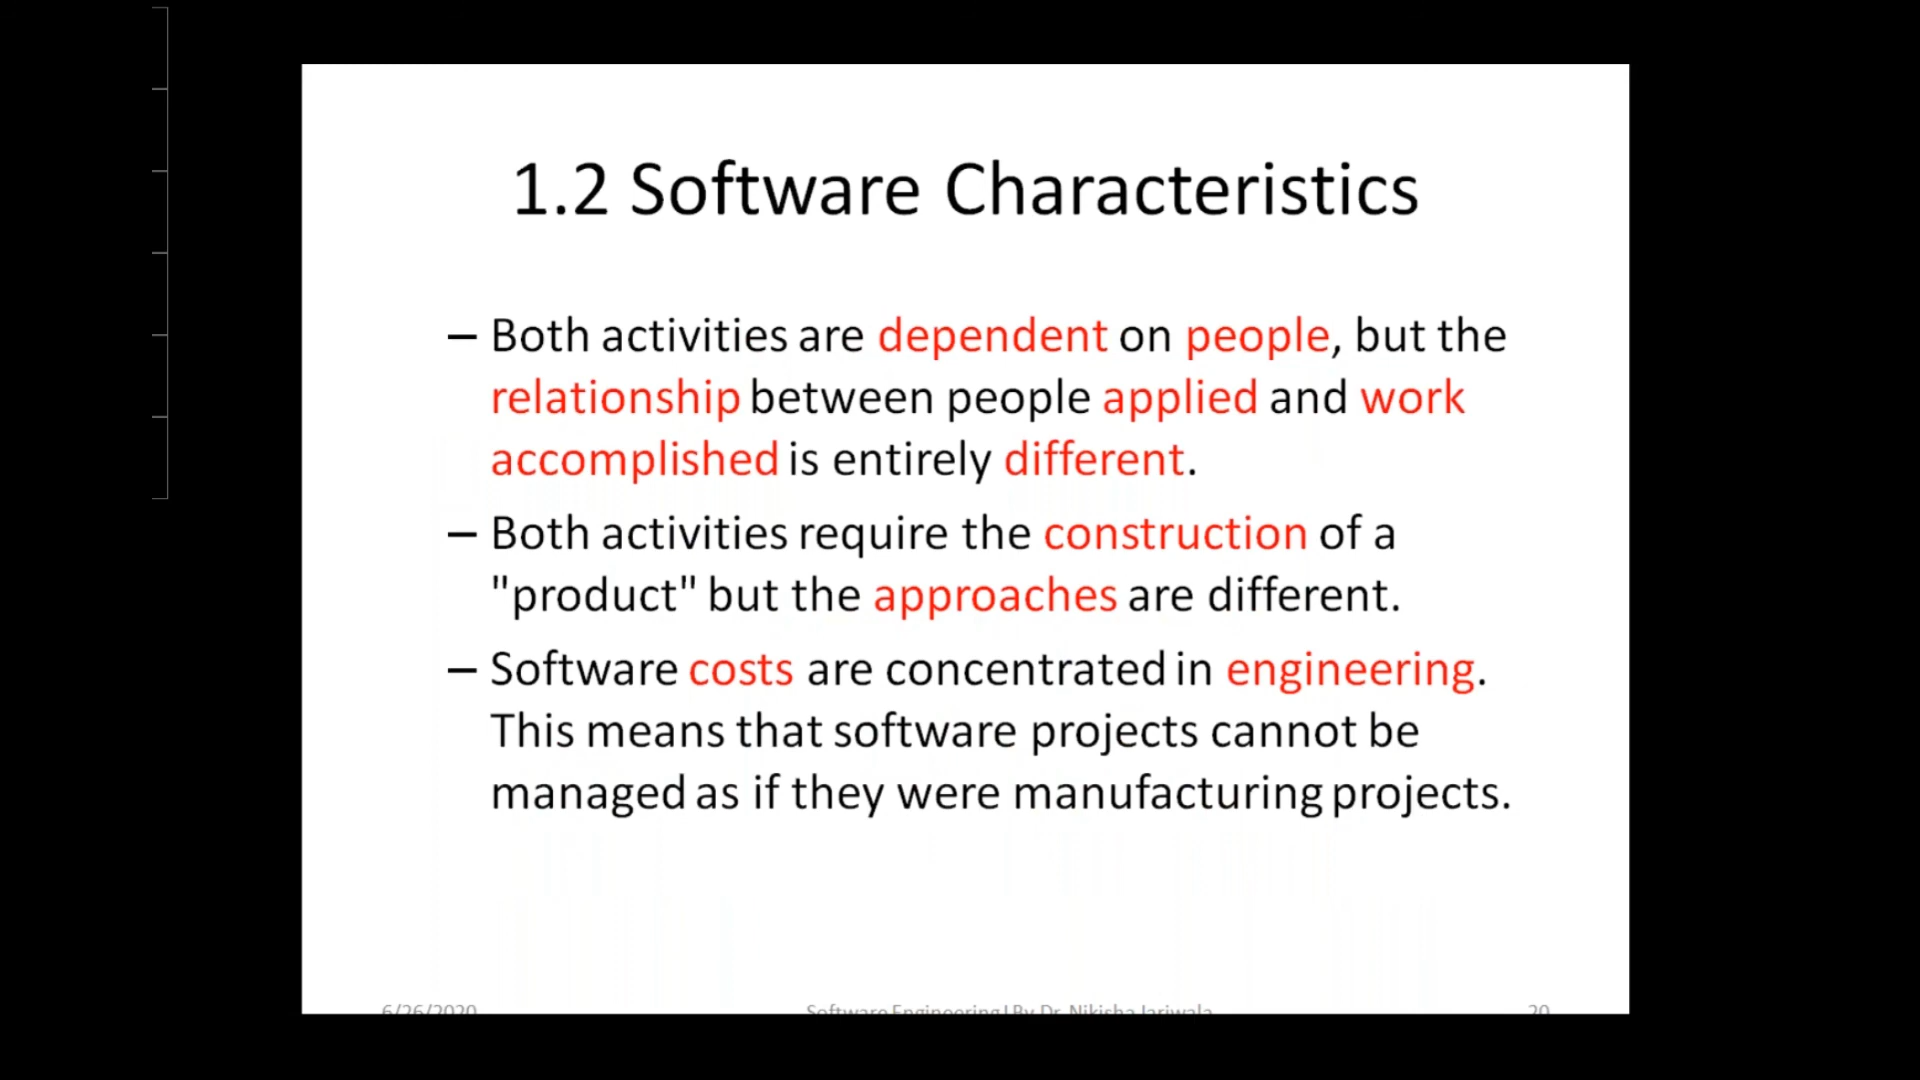 1.2 Software Characteristics
– Both activities are dependent on people, but the
relationship between people applied and work
accomplished is entirely different.
– Both activities require the construction of a
"product" but the approaches are different.
– Software costs are concentrated in engineering.
This means that software projects cannot be
managed as if they were manufacturing projects.
6/26/2020 Software Engineering | By Dr. Nikisha Jariwala 20